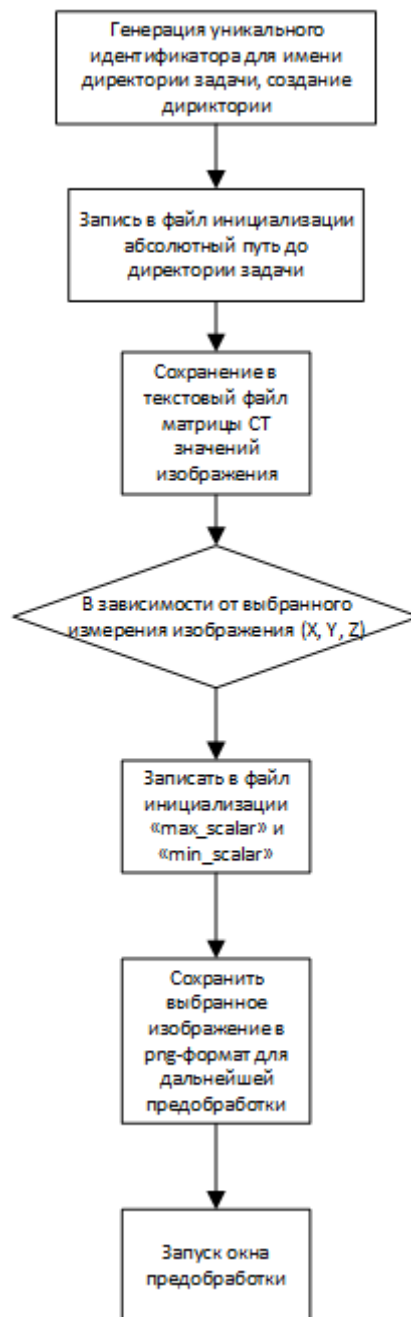 Генерация уникального
идентификатора для имени
директории задачи, создание
дириктории
Запись в файл инициализации
абсолютный путь до
директории задачи
Сохранение в
текстовый файл
матрицы СТ
значений
изображения
В зависимости от выбранного
измерения изображения (X, Y, Z)
Записать в файл
инициализации
«max_scalar» и
«min_scalar»
Сохранить
выбранное
изображение в
png-формат для
дальнейшей
предобработки
Запуск окна
предобработки